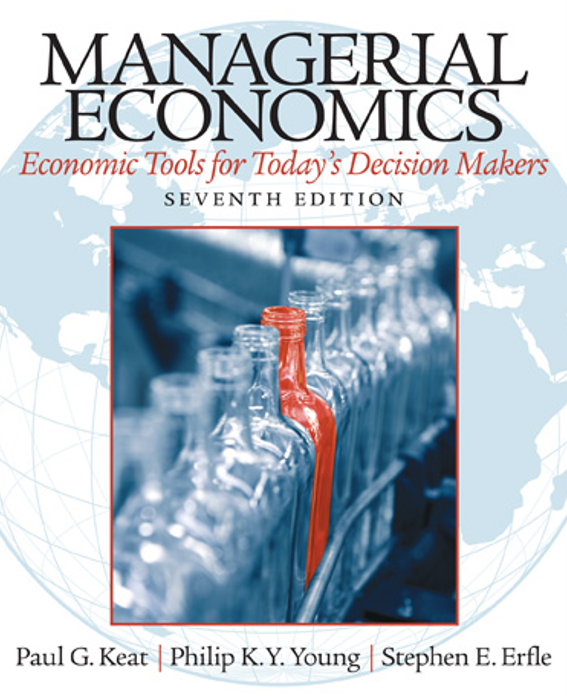 MANAGERIAL
ECONOMICS
Economic Tools for Today's Decision Makers
SEVENTH EDITION
Paul G. Keat | Philip K.Y. Young | Stephen E. Erfle